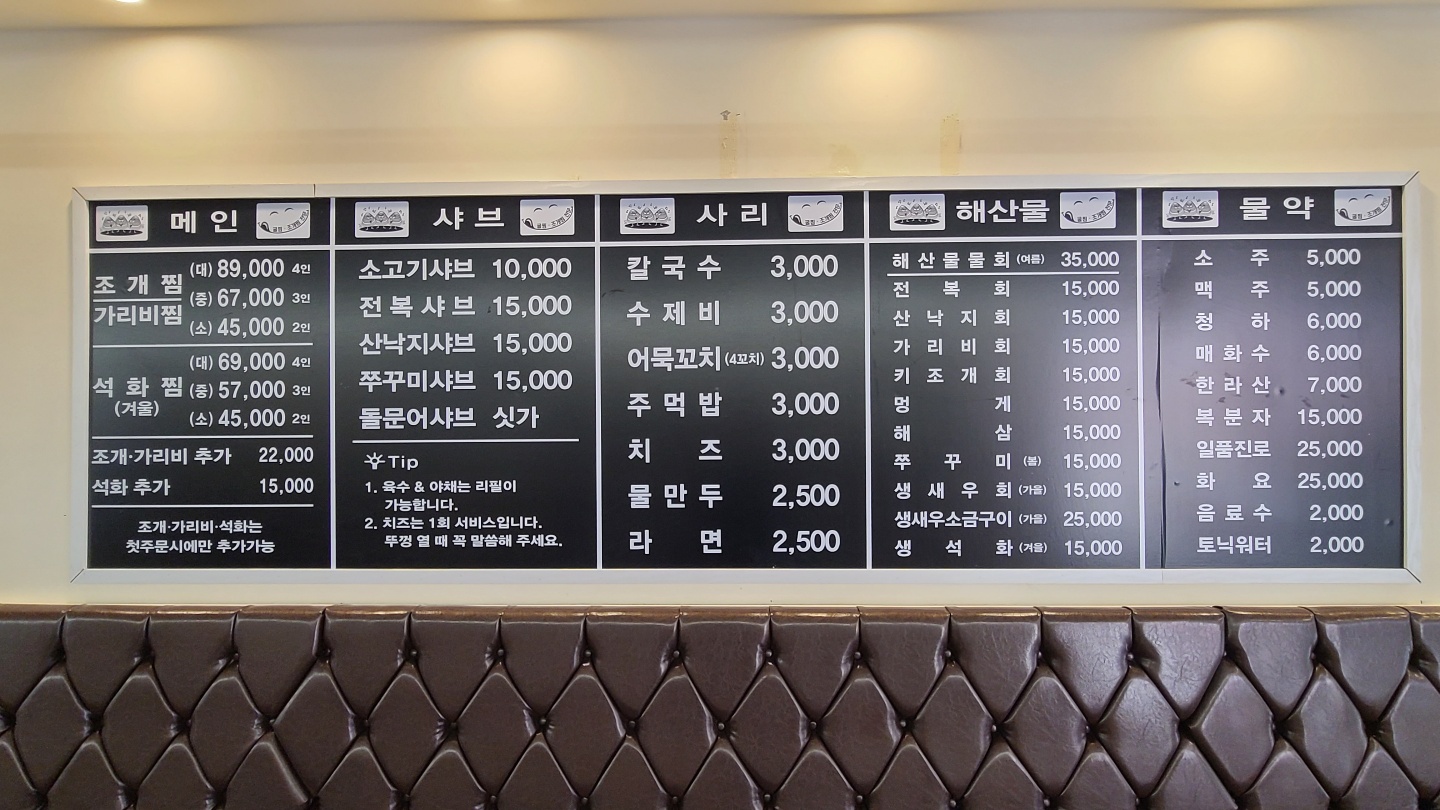 메 인
조 개 찜
가리비찜
(대) 89,000 4인
(중) 67,000 3인
(소) 45,000 2인
석 화 찜
(겨울)
(대) 69,000 4인
(중) 57,000 3인
(소) 45,000 2인
조개·가리비 추가 22,000
석화 추가 15,000
조개·가리비·석화는
첫주문시에만 추가가능
샤 브
소고기샤브 10,000
전 복 샤 브 15,000
산낙지샤브 15,000
쭈꾸미샤브 15,000
돌문어샤브 싯가
Tip
1. 육수 & 야채는 리필이
가능합니다.
2. 치즈는 1회 서비스입니다.
뚜껑 열 때 꼭 말씀해 주세요.
사 리
칼 국 수 3,000
수 제 비 3,000
어묵꼬치 (4꼬치) 3,000
주 먹 밥 3,000
치 즈 3,000
물 만 두 2,500
라 면 2,500
해산물
해 산 물 물 회 (여름) 35,000
전 복 회 15,000
산 낙 지 회 15,000
가 리 비 회 15,000
키 조 개 회 15,000
멍 게 15,000
해 삼 15,000
쭈 꾸 미 (봄) 15,000
생 새 우 회 (가을) 15,000
생새우소금구이 (가을) 25,000
생 석 화 (겨울) 15,000
물 약
소 주 5,000
맥 주 5,000
청 하 6,000
매 화 수 6,000
한 라 산 7,000
복 분 자 15,000
일품진로 25,000
화 요 25,000
음 료 수 2,000
토닉워터 2,000